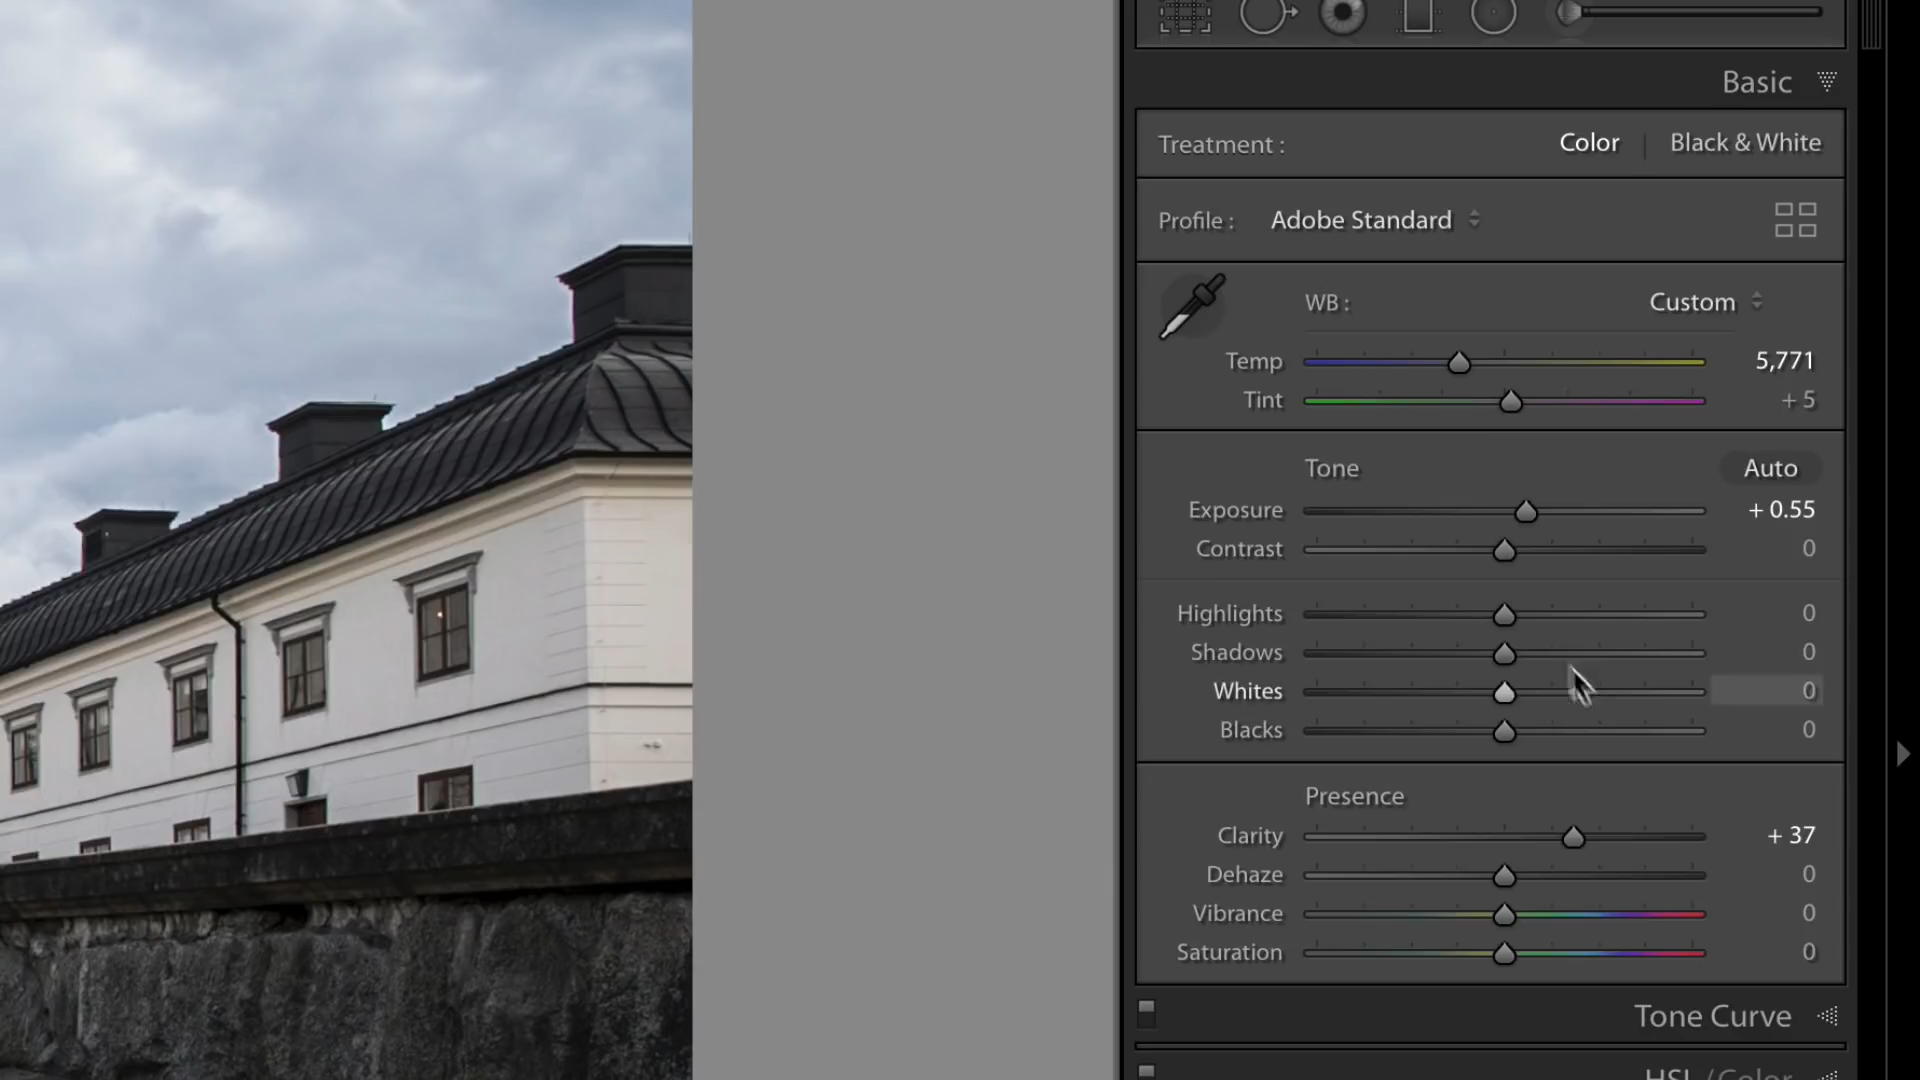 Basic
Treatment : Color | Black & White
Profile : Adobe Standard
WB : Custom
Temp 5,771
Tint + 5
Tone Auto
Exposure + 0.55
Contrast 0
Highlights 0
Shadows 0
Whites 0
Blacks 0
Presence
Clarity + 37
Dehaze 0
Vibrance 0
Saturation 0
Tone Curve
HSL / Color